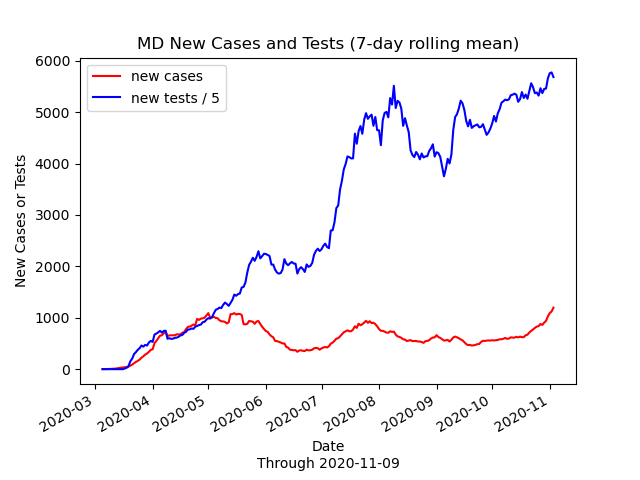 MD New Cases and Tests (7-day rolling mean)
new cases
new tests / 5
6000
5000
4000
3000
2000
1000
0
New Cases or Tests
2020-03
2020-04
2020-05
2020-06
2020-07
2020-08
2020-09
2020-10
2020-11
Date
Through 2020-11-09